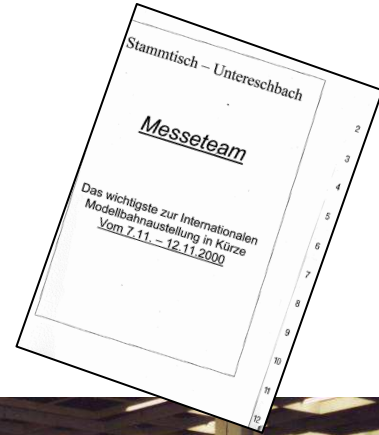 Stammtisch – Untereschbach
Messeteam
Das wichtigste zur Internationalen
Modellbahnaustellung in Kürze
Vom 7.11. – 12.11.2000
2
3
4
5
6
7
8
9
10
11
12